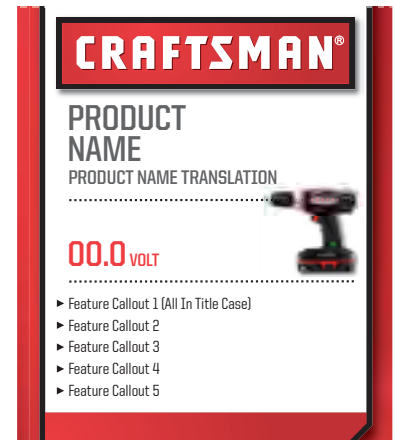 CRAFTSMAN®
PRODUCT
NAME
PRODUCT NAME TRANSLATION
00.0 VOLT
▸ Feature Callout 1 (All In Title Case)
▸ Feature Callout 2
▸ Feature Callout 3
▸ Feature Callout 4
▸ Feature Callout 5